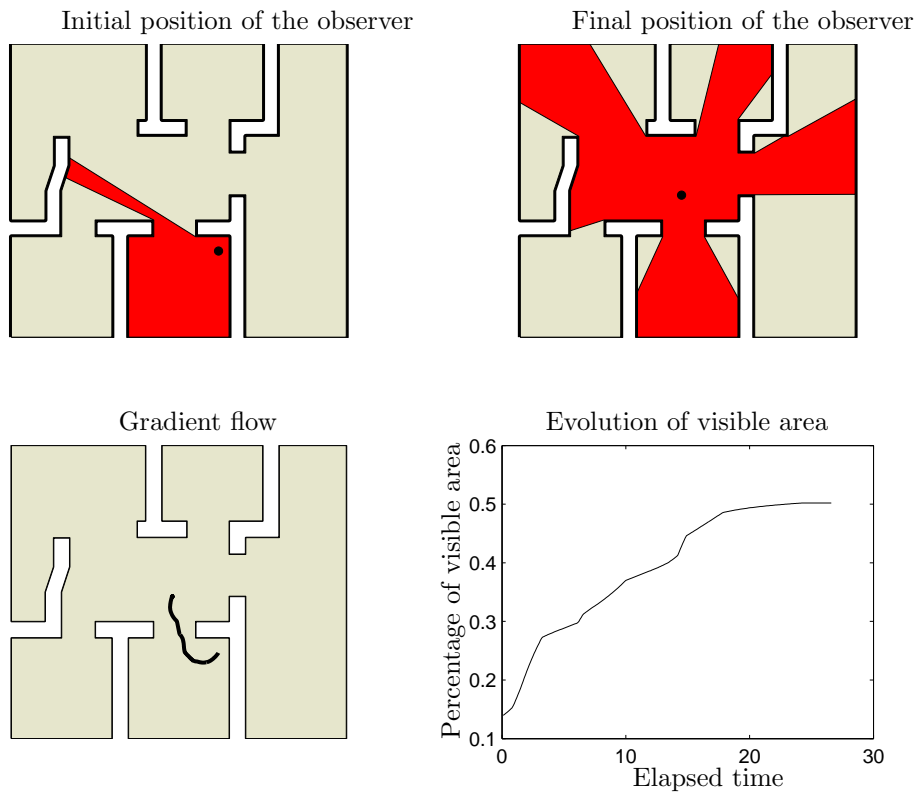 Initial position of the observer
Final position of the observer
Gradient flow
Evolution of visible area
Percentage of visible area
0.6
0.5
0.4
0.3
0.2
0.1
0 10 20 30
Elapsed time